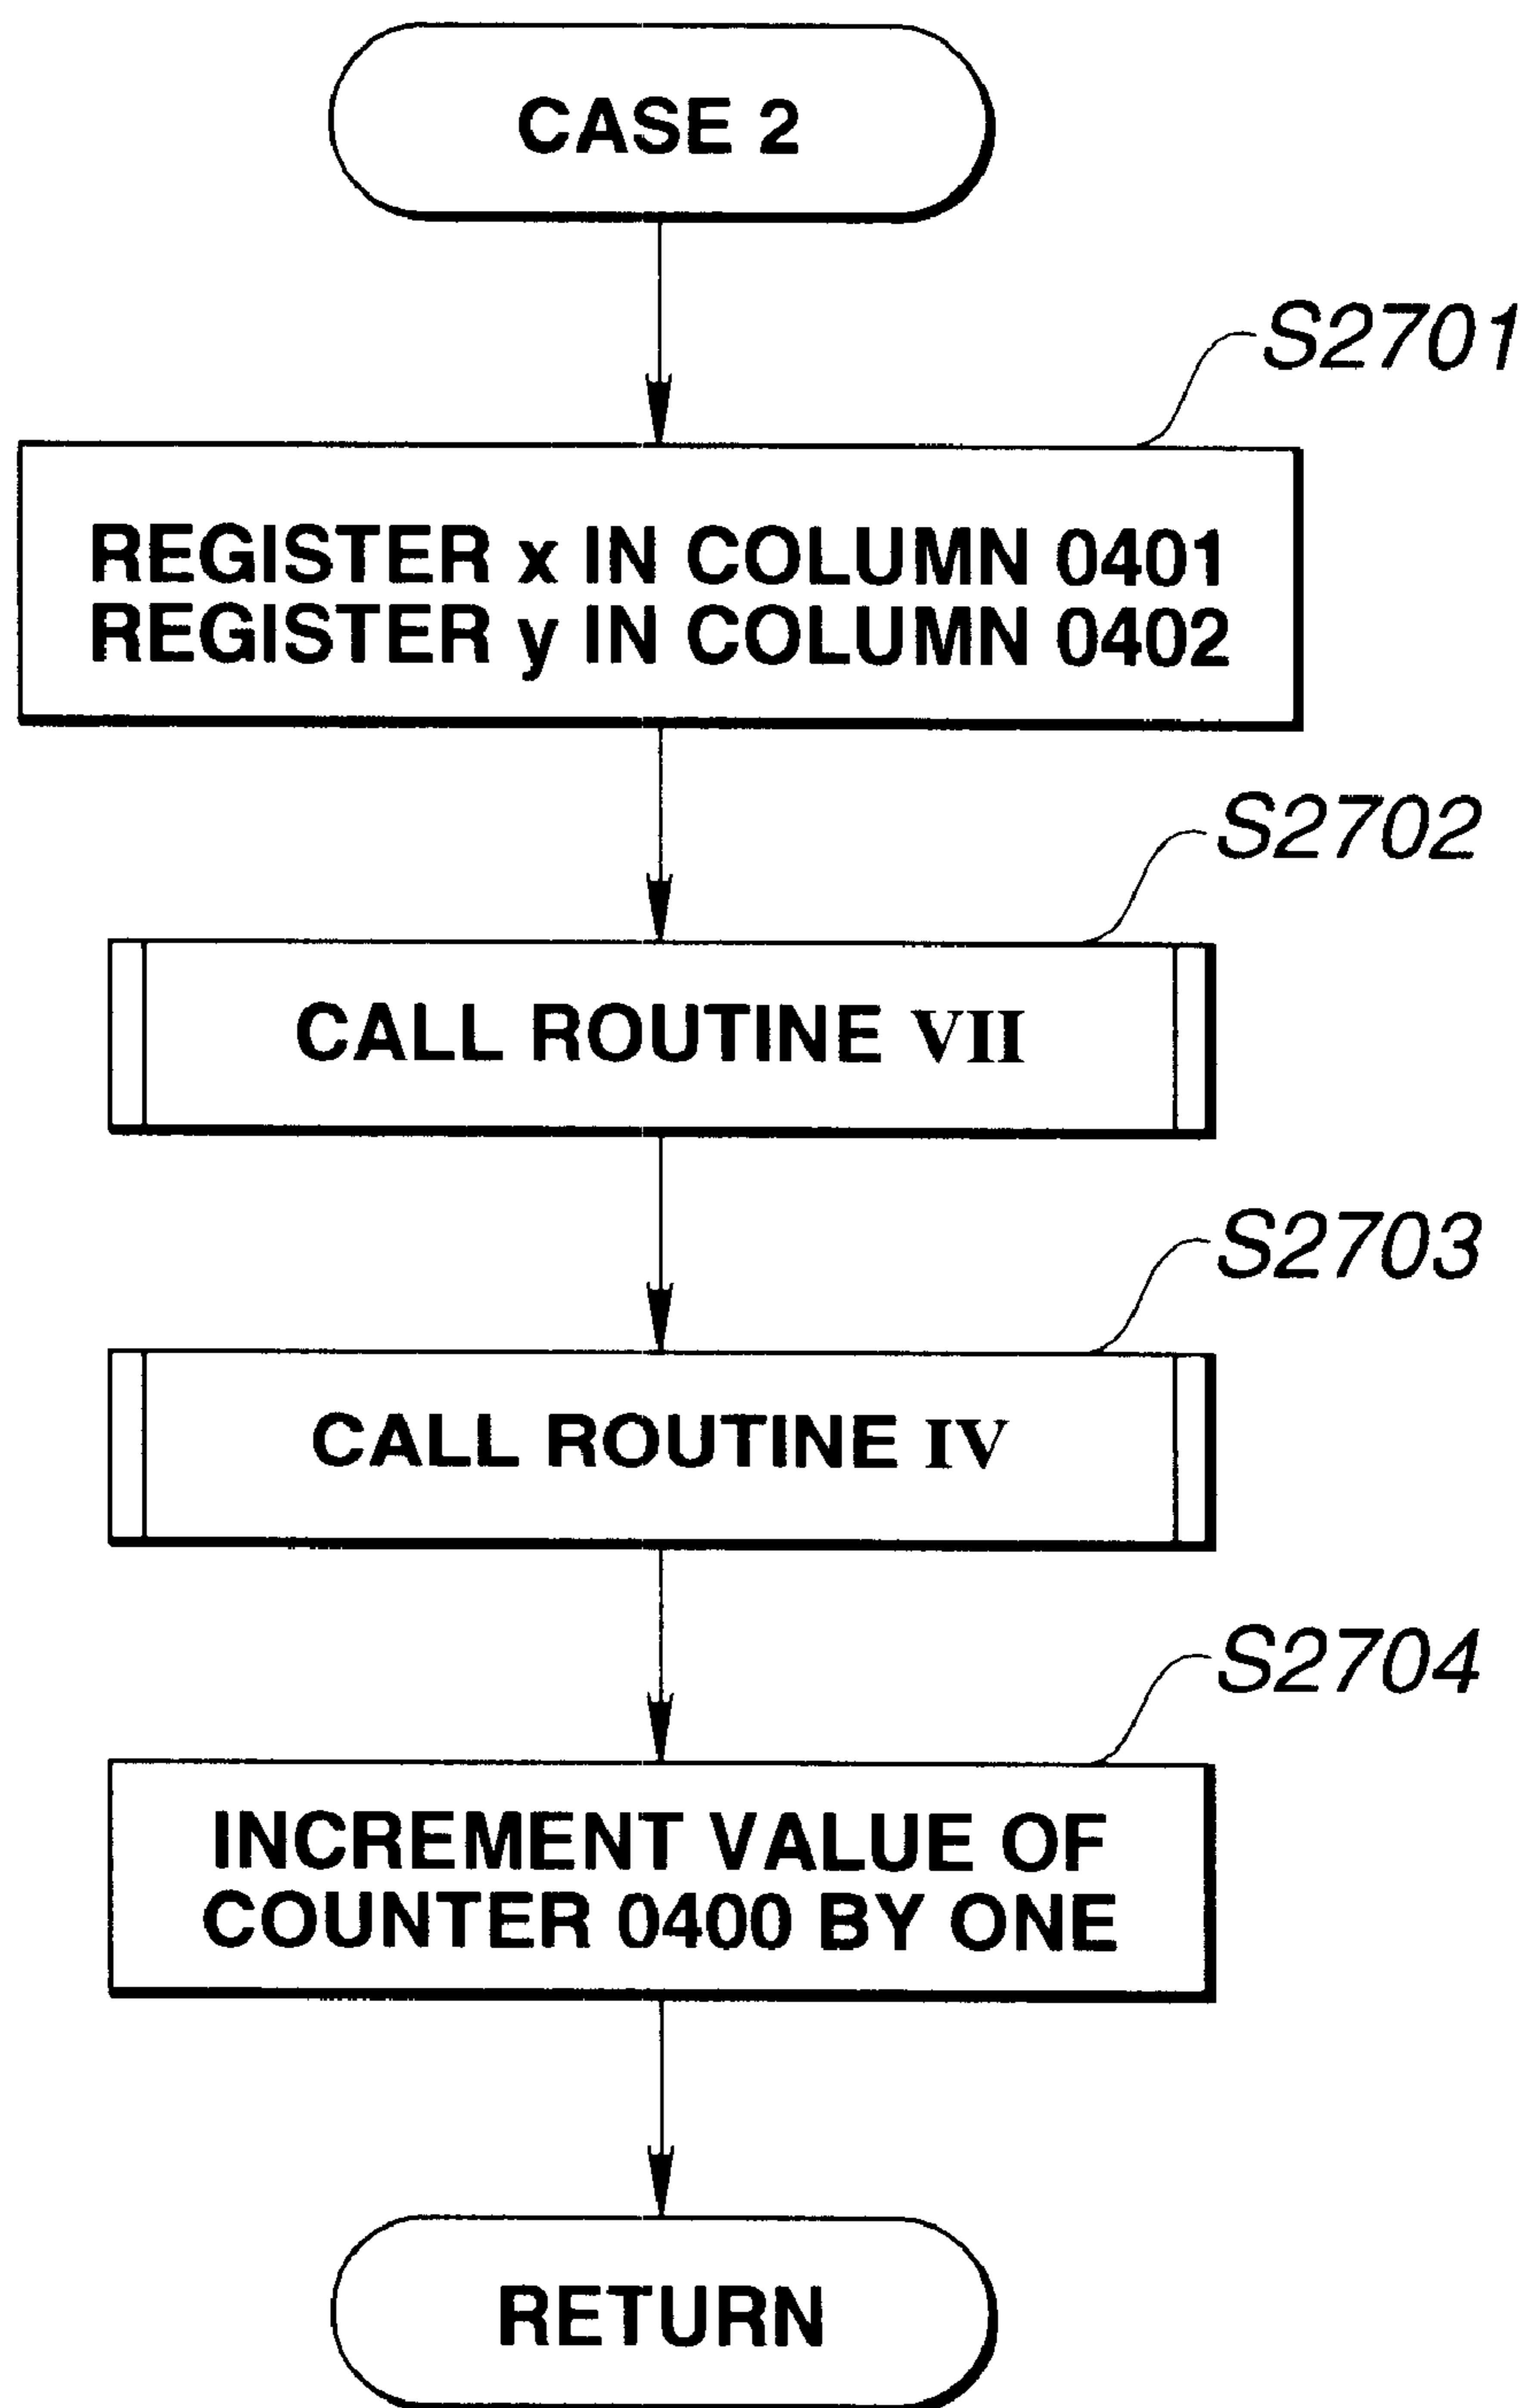 CASE 2
S2701
REGISTER x IN COLUMN 0401
REGISTER y IN COLUMN 0402
S2702
CALL ROUTINE VII
S2703
CALL ROUTINE IV
S2704
INCREMENT VALUE OF
COUNTER 0400 BY ONE
RETURN